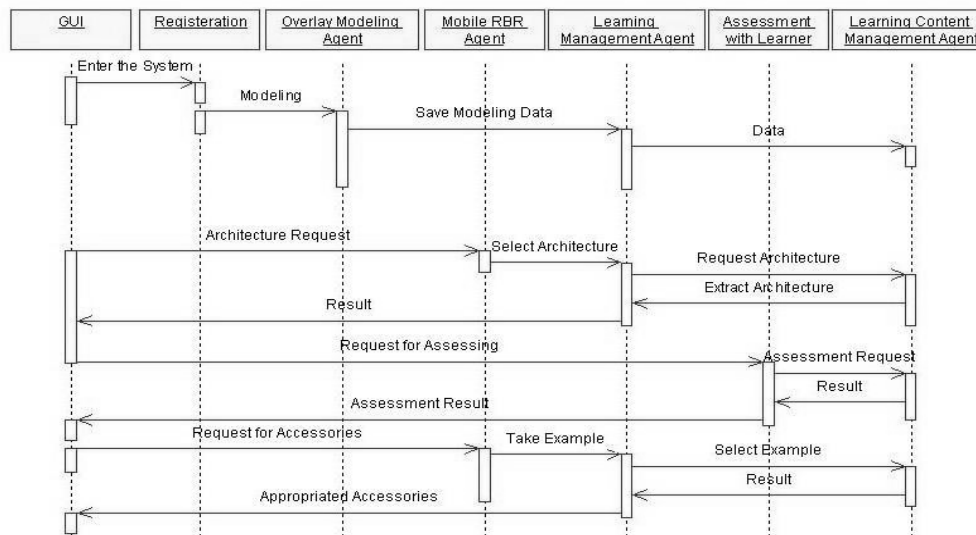 GUI
Registeration
Overlay Modeling
Agent
Mobile RBR
Agent
Learning
Management Agent
Assessment
with Learner
Learning Content
Management Agent
Enter the System
Modeling
Save Modeling Data
Data
Architecture Request
Select Architecture
Request Architecture
Extract Architecture
Result
Request for Assessing
Assessment Request
Result
Assessment Result
Request for Accessories
Take Example
Select Example
Result
Appropriated Accessories